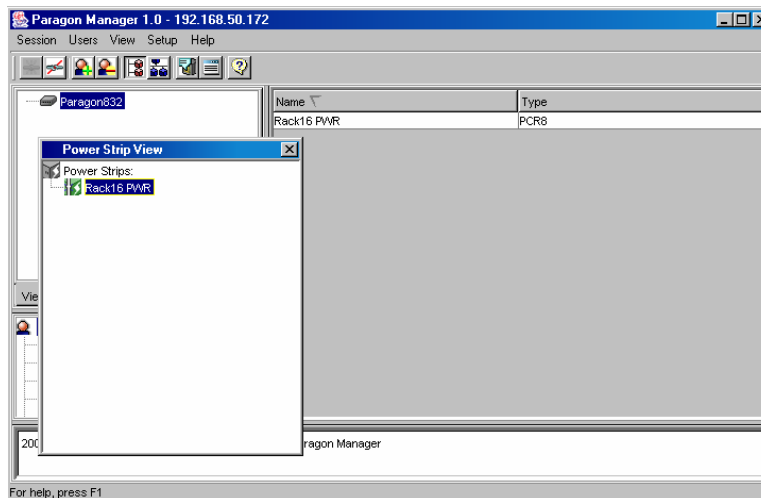 Paragon Manager 1.0 - 192.168.50.172
Session Users View Setup Help
Paragon832
Name Type
Rack16 PWR PCR8
Power Strip View
Power Strips:
Rack16 PWR
Vie
200
ragon Manager
For help, press F1